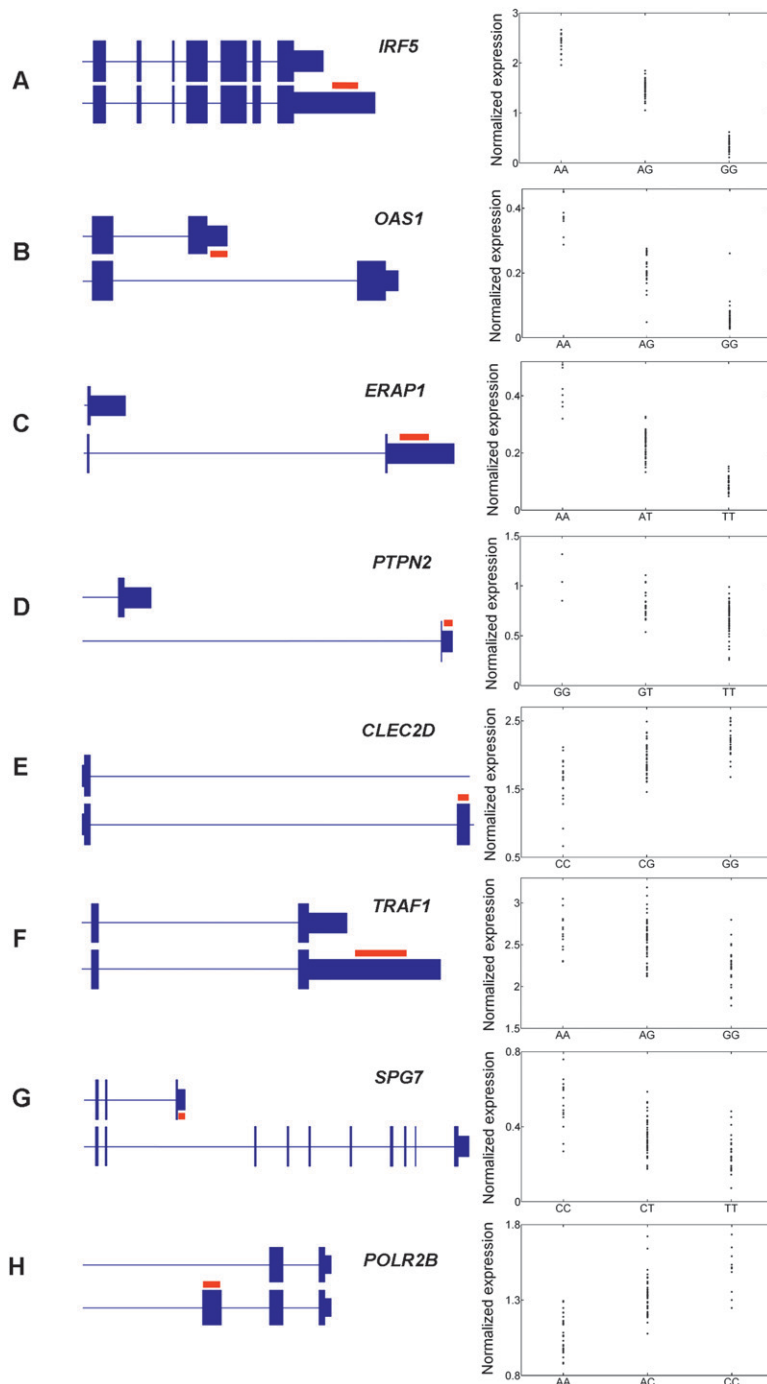 A
IRF5
Normalized expression
3
2
1
0
AA AG GG
B
OAS1
Normalized expression
0.4
0.2
0
AA AG GG
C
ERAP1
Normalized expression
0.4
0.2
0
AA AT TT
D
PTPN2
Normalized expression
1.5
1
0.5
0
GG GT TT
E
CLEC2D
Normalized expression
2.5
1.5
0.5
CC CG GG
F
TRAF1
Normalized expression
3
2.5
2
1.5
AA AG GG
G
SPG7
Normalized expression
0.8
0.4
0
CC CT TT
H
POLR2B
Normalized expression
1.8
1.3
0.8
AA AC CC